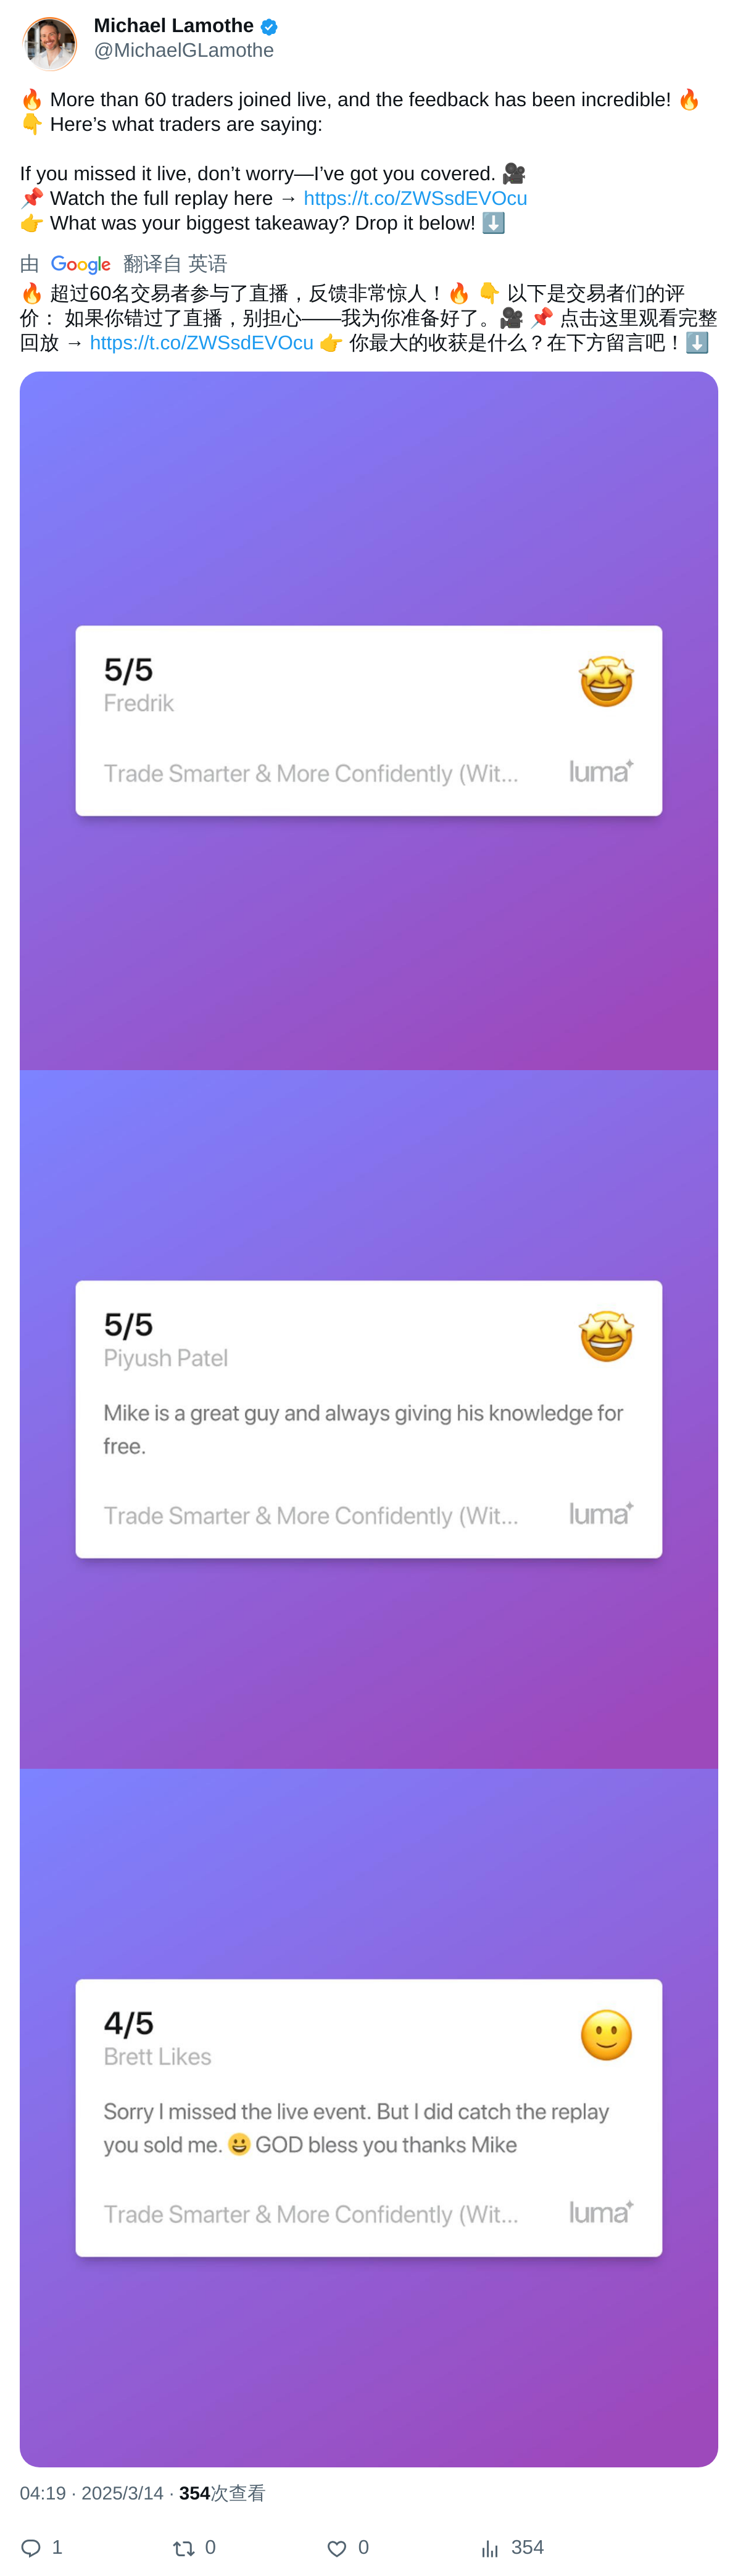 Michael Lamothe
@MichaelGLamothe
🔥 More than 60 traders joined live, and the feedback has been incredible! 🔥
👇 Here’s what traders are saying:
If you missed it live, don’t worry—I’ve got you covered. 🎥
📌 Watch the full replay here → https://t.co/ZWSsdEVOcu
👉 What was your biggest takeaway? Drop it below! ⬇️
由 Google 翻译自 英语
🔥 超过60名交易者参与了直播，反馈非常惊人！🔥 👇 以下是交易者们的评
价： 如果你错过了直播，别担心——我为你准备好了。🎥 📌 点击这里观看完整
回放 → https://t.co/ZWSsdEVOcu 👉 你最大的收获是什么？在下方留言吧！⬇️
5/5 🤩
Fredrik
Trade Smarter & More Confidently (Wit... luma
5/5 🤩
Piyush Patel
Mike is a great guy and always giving his knowledge for
free.
Trade Smarter & More Confidently (Wit... luma
4/5 🙂
Brett Likes
Sorry I missed the live event. But I did catch the replay
you sold me. 😀 GOD bless you thanks Mike
Trade Smarter & More Confidently (Wit... luma
04:19 · 2025/3/14 · 354次查看
1 0 0 354